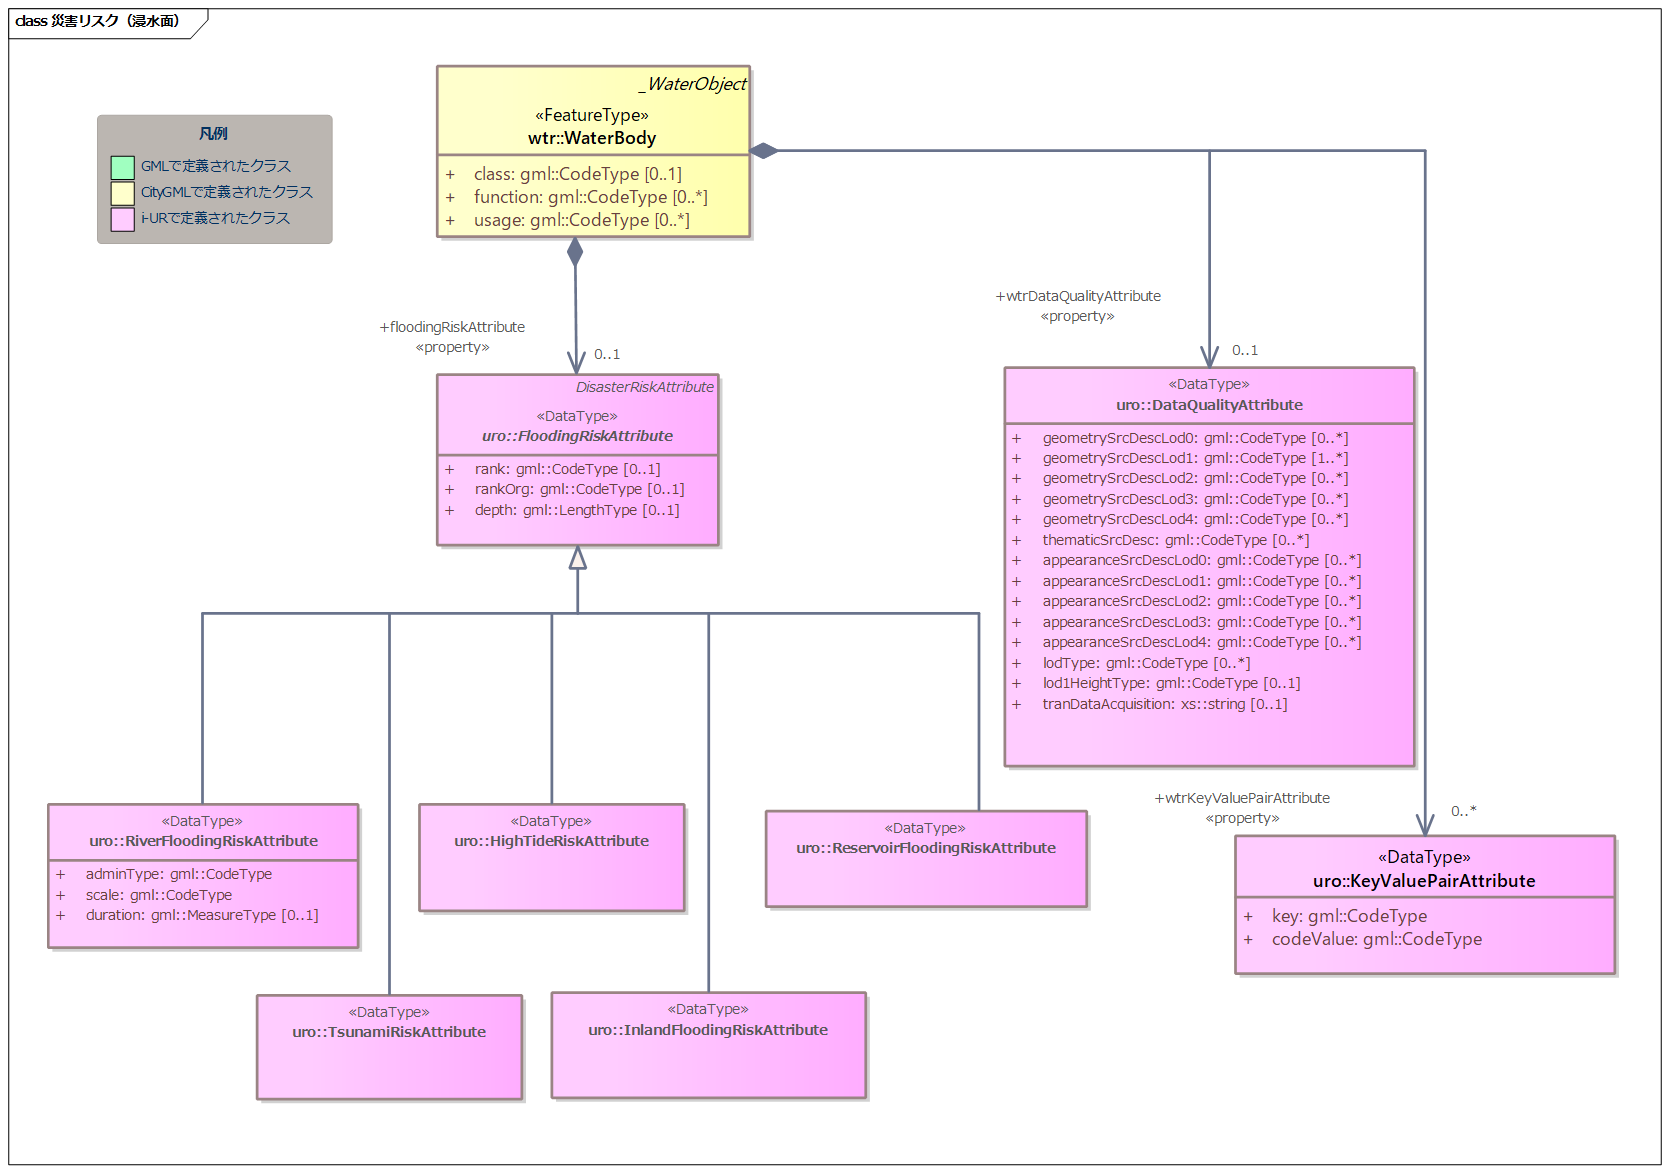 class 災害リスク（浸水面）
凡例
GMLで定義されたクラス
CityGMLで定義されたクラス
i-URで定義されたクラス
_WaterObject
«FeatureType»
wtr::WaterBody
+ class: gml::CodeType [0..1]
+ function: gml::CodeType [0..*]
+ usage: gml::CodeType [0..*]
+floodingRiskAttribute
«property»
0..1
+wtrDataQualityAttribute
«property»
0..1
DisasterRiskAttribute
«DataType»
uro::FloodingRiskAttribute
+ rank: gml::CodeType [0..1]
+ rankOrg: gml::CodeType [0..1]
+ depth: gml::LengthType [0..1]
«DataType»
uro::DataQualityAttribute
+ geometrySrcDescLod0: gml::CodeType [0..*]
+ geometrySrcDescLod1: gml::CodeType [1..*]
+ geometrySrcDescLod2: gml::CodeType [0..*]
+ geometrySrcDescLod3: gml::CodeType [0..*]
+ geometrySrcDescLod4: gml::CodeType [0..*]
+ thematicSrcDesc: gml::CodeType [0..*]
+ appearanceSrcDescLod0: gml::CodeType [0..*]
+ appearanceSrcDescLod1: gml::CodeType [0..*]
+ appearanceSrcDescLod2: gml::CodeType [0..*]
+ appearanceSrcDescLod3: gml::CodeType [0..*]
+ appearanceSrcDescLod4: gml::CodeType [0..*]
+ lodType: gml::CodeType [0..*]
+ lod1HeightType: gml::CodeType [0..1]
+ tranDataAcquisition: xs::string [0..1]
+wtrKeyValuePairAttribute
«property»
0..*
«DataType»
uro::RiverFloodingRiskAttribute
+ adminType: gml::CodeType
+ scale: gml::CodeType
+ duration: gml::MeasureType [0..1]
«DataType»
uro::HighTideRiskAttribute
«DataType»
uro::ReservoirFloodingRiskAttribute
«DataType»
uro::KeyValuePairAttribute
+ key: gml::CodeType
+ codeValue: gml::CodeType
«DataType»
uro::TsunamiRiskAttribute
«DataType»
uro::InlandFloodingRiskAttribute